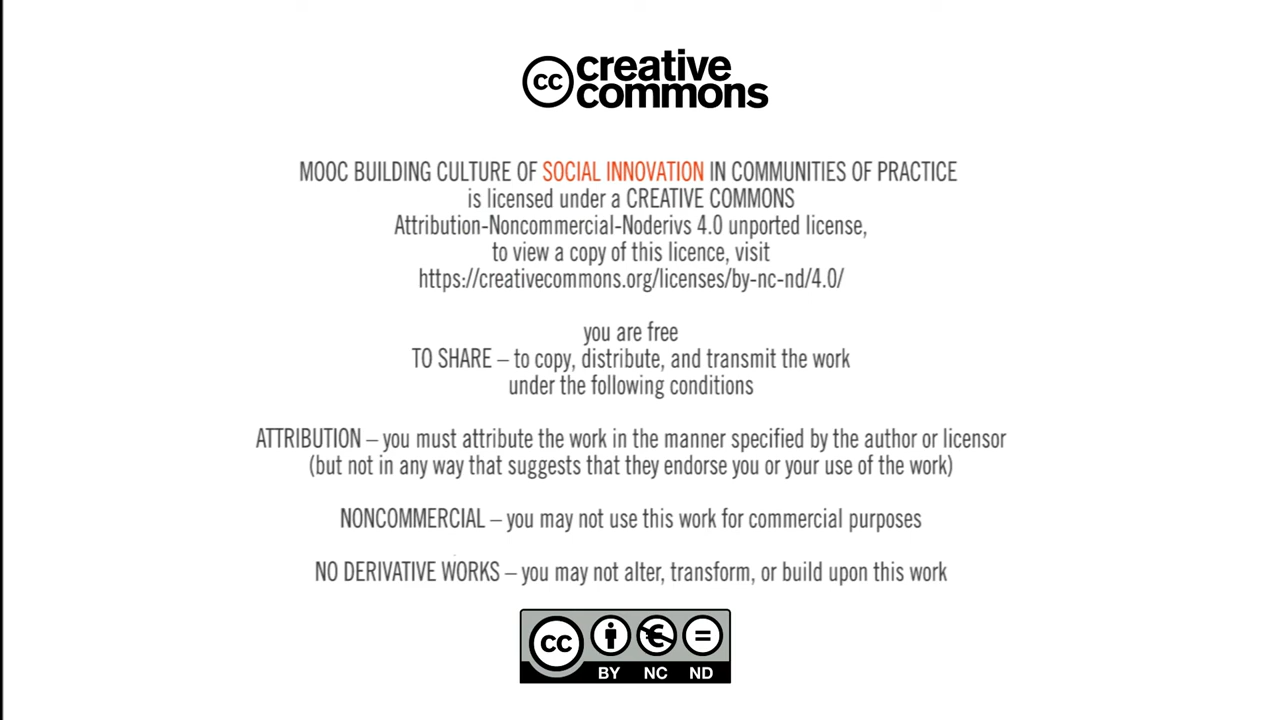 cc creative
commons
MOOC BUILDING CULTURE OF SOCIAL INNOVATION IN COMMUNITIES OF PRACTICE
is licensed under a CREATIVE COMMONS
Attribution-Noncommercial-Noderivs 4.0 unported license,
to view a copy of this licence, visit
https://creativecommons.org/licenses/by-nc-nd/4.0/
you are free
TO SHARE – to copy, distribute, and transmit the work
under the following conditions
ATTRIBUTION – you must attribute the work in the manner specified by the author or licensor
(but not in any way that suggests that they endorse you or your use of the work)
NONCOMMERCIAL – you may not use this work for commercial purposes
NO DERIVATIVE WORKS – you may not alter, transform, or build upon this work
cc € =
BY NC ND